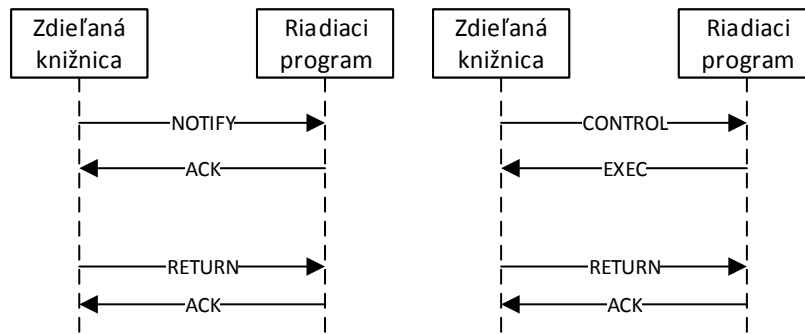 Zdieľaná
knižnica
Riadiaci
program
NOTIFY
ACK
RETURN
ACK
Zdieľaná
knižnica
Riadiaci
program
CONTROL
EXEC
RETURN
ACK